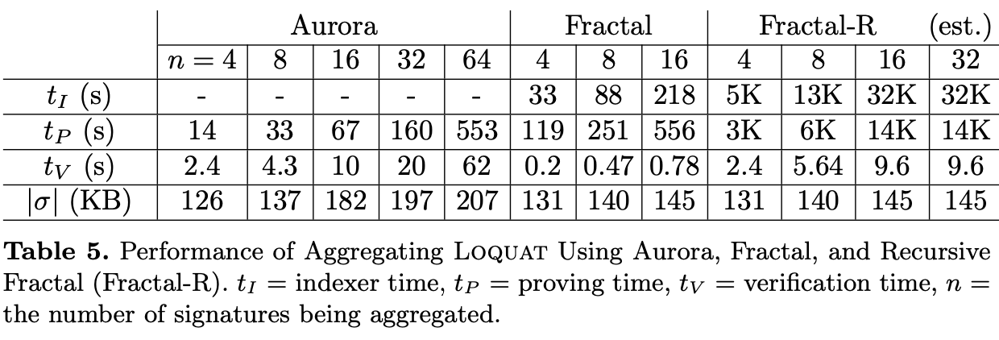 Aurora Fractal Fractal-R (est.)
n = 4 8 16 32 64 4 8 16 4 8 16 32
t_I (s) - - - - - 33 88 218 5K 13K 32K 32K
t_P (s) 14 33 67 160 553 119 251 556 3K 6K 14K 14K
t_V (s) 2.4 4.3 10 20 62 0.2 0.47 0.78 2.4 5.64 9.6 9.6
|σ| (KB) 126 137 182 197 207 131 140 145 131 140 145 145
Table 5. Performance of Aggregating LOQUAT Using Aurora, Fractal, and Recursive
Fractal (Fractal-R). t_I = indexer time, t_P = proving time, t_V = verification time, n =
the number of signatures being aggregated.